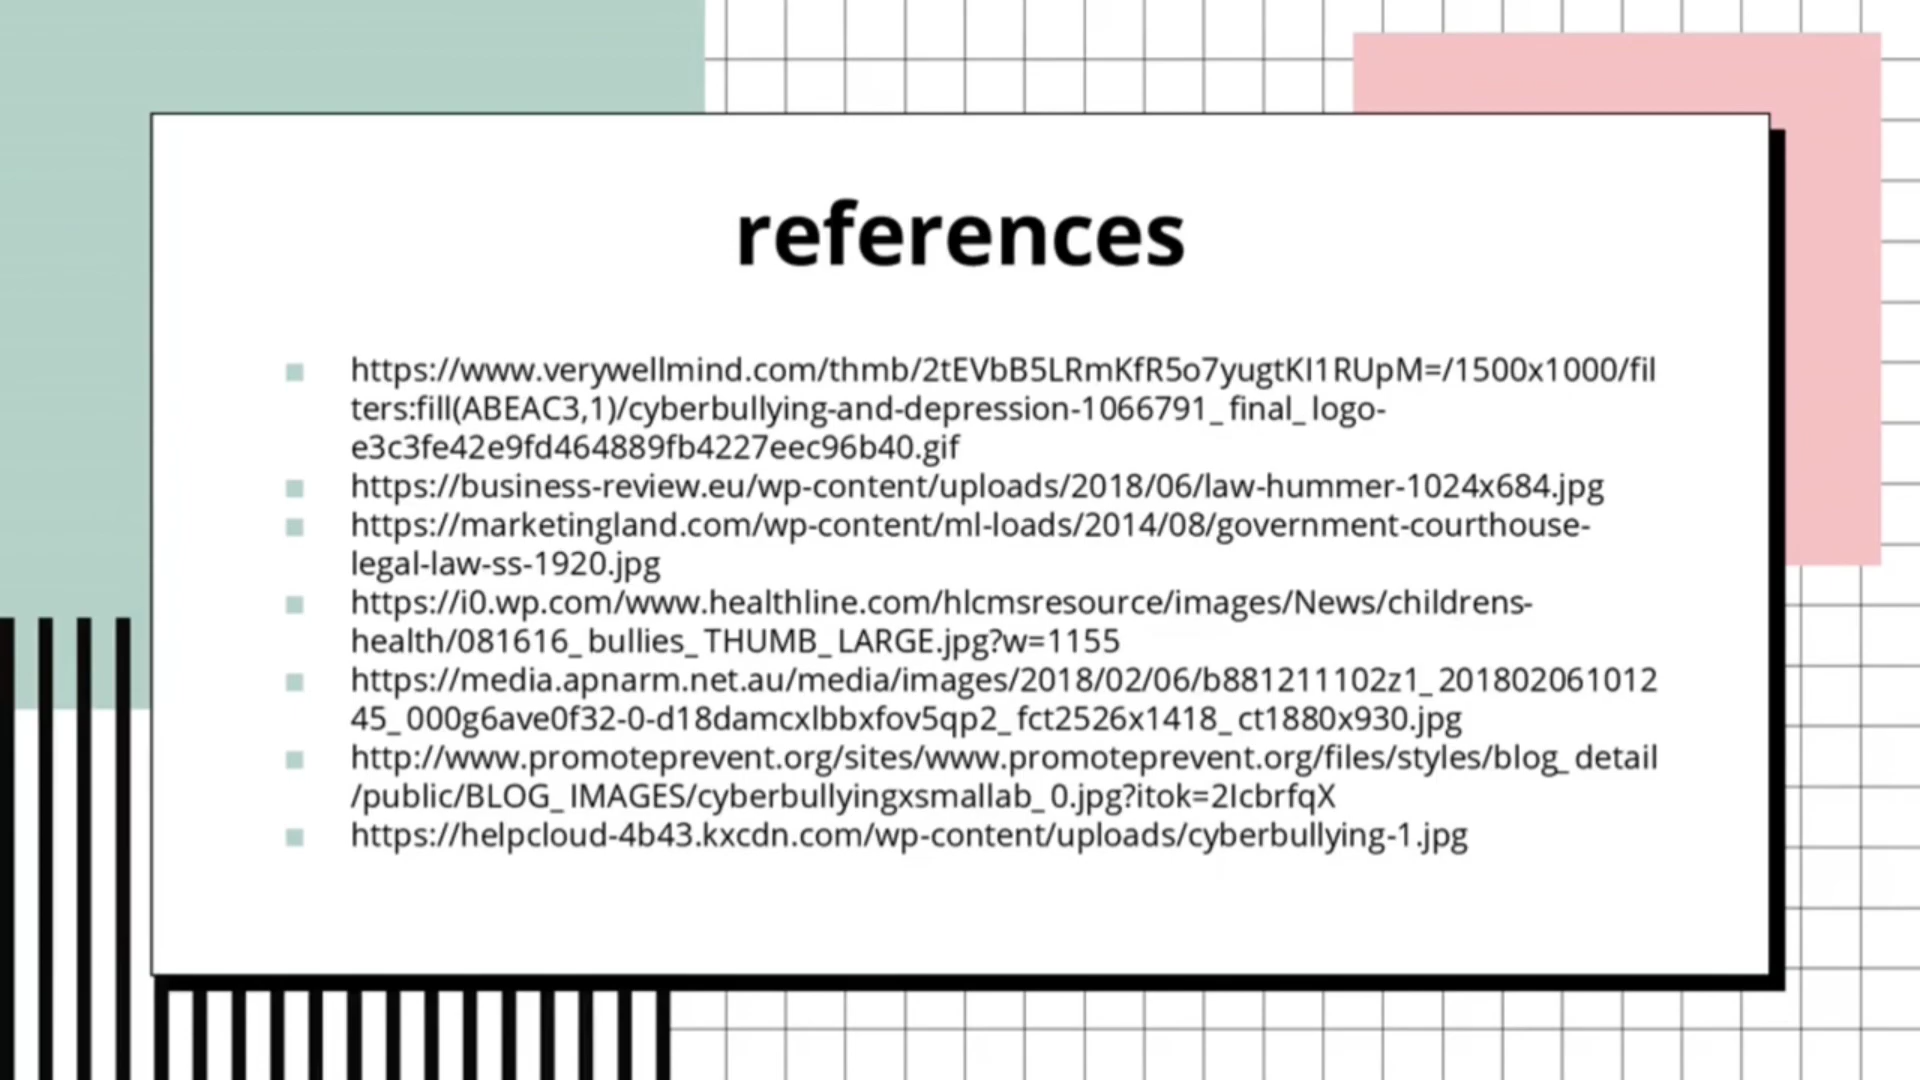 references
https://www.verywellmind.com/thmb/2tEVbB5LRmKfR5o7yugtKI1RUpM=/1500x1000/fil
ters:fill(ABEAC3,1)/cyberbullying-and-depression-1066791_final_logo-
e3c3fe42e9fd464889fb4227eec96b40.gif
https://business-review.eu/wp-content/uploads/2018/06/law-hummer-1024x684.jpg
https://marketingland.com/wp-content/ml-loads/2014/08/government-courthouse-
legal-law-ss-1920.jpg
https://i0.wp.com/www.healthline.com/hlcmsresource/images/News/childrens-
health/081616_bullies_THUMB_LARGE.jpg?w=1155
https://media.apnarm.net.au/media/images/2018/02/06/b881211102z1_201802061012
45_000g6ave0f32-0-d18damcxlbbxfov5qp2_fct2526x1418_ct1880x930.jpg
http://www.promoteprevent.org/sites/www.promoteprevent.org/files/styles/blog_detail
/public/BLOG_IMAGES/cyberbullyingxsmallab_0.jpg?itok=2IcbrfqX
https://helpcloud-4b43.kxcdn.com/wp-content/uploads/cyberbullying-1.jpg